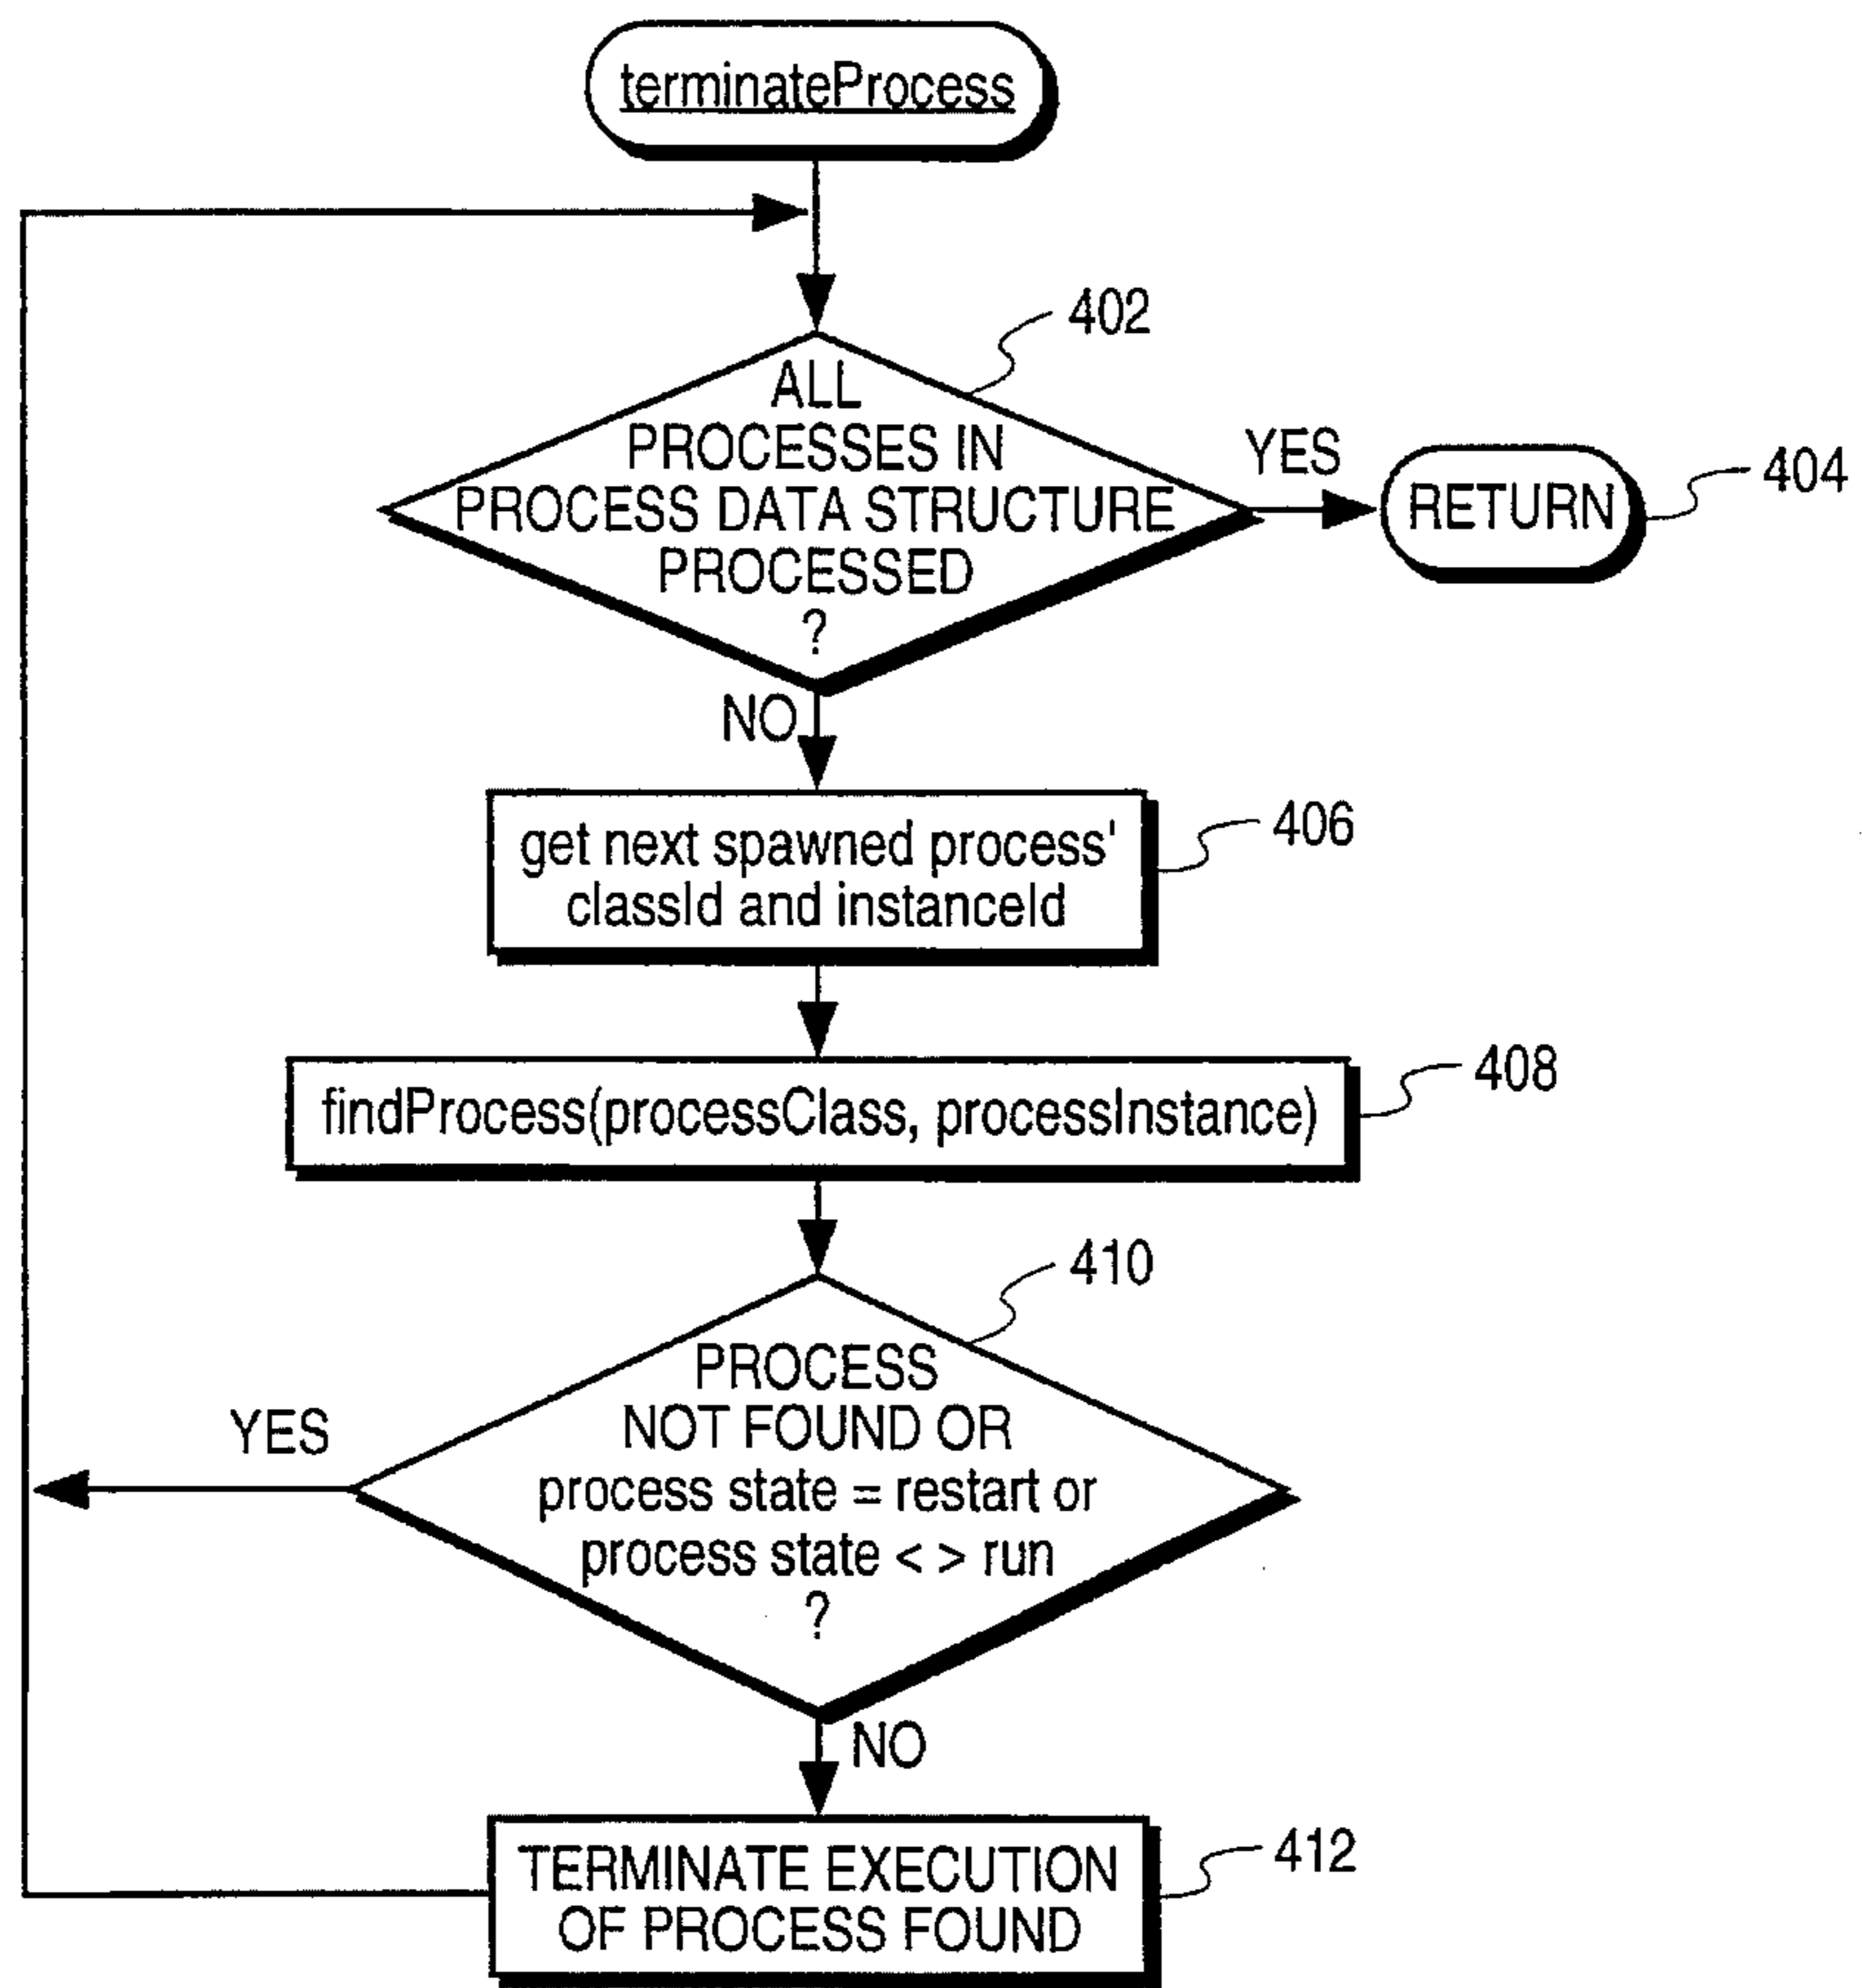 terminateProcess
402
ALL
PROCESSES IN
PROCESS DATA STRUCTURE
PROCESSED
?
YES
RETURN
404
NO
get next spawned process'
classId and instanceId
406
findProcess(processClass, processInstance)
408
410
PROCESS
NOT FOUND OR
process state = restart or
process state < > run
?
YES
NO
TERMINATE EXECUTION
OF PROCESS FOUND
412